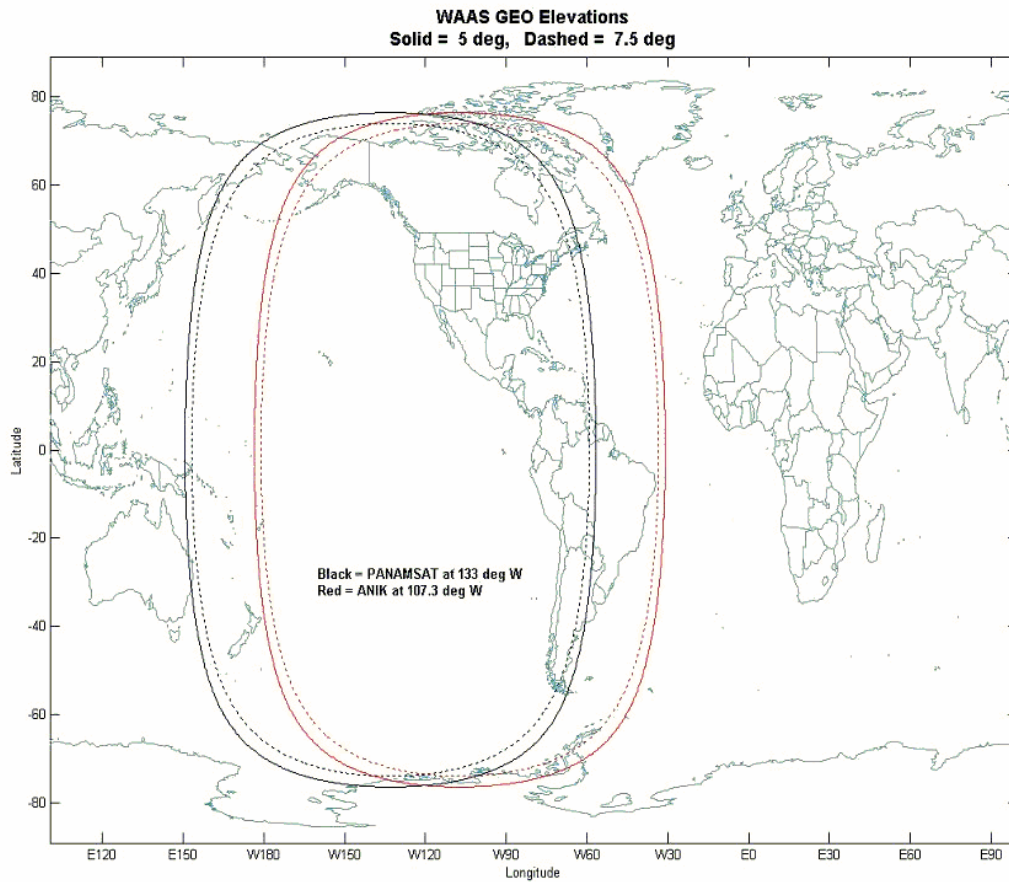 WAAS GEO Elevations
Solid = 5 deg, Dashed = 7.5 deg
80
60
40
20
0
-20
-40
-60
-80
Latitude
Black = PANAMSAT at 133 deg W
Red = ANIK at 107.3 deg W
E120 E150 W180 W150 W120 W90 W60 W30 E0 E30 E60 E90
Longitude